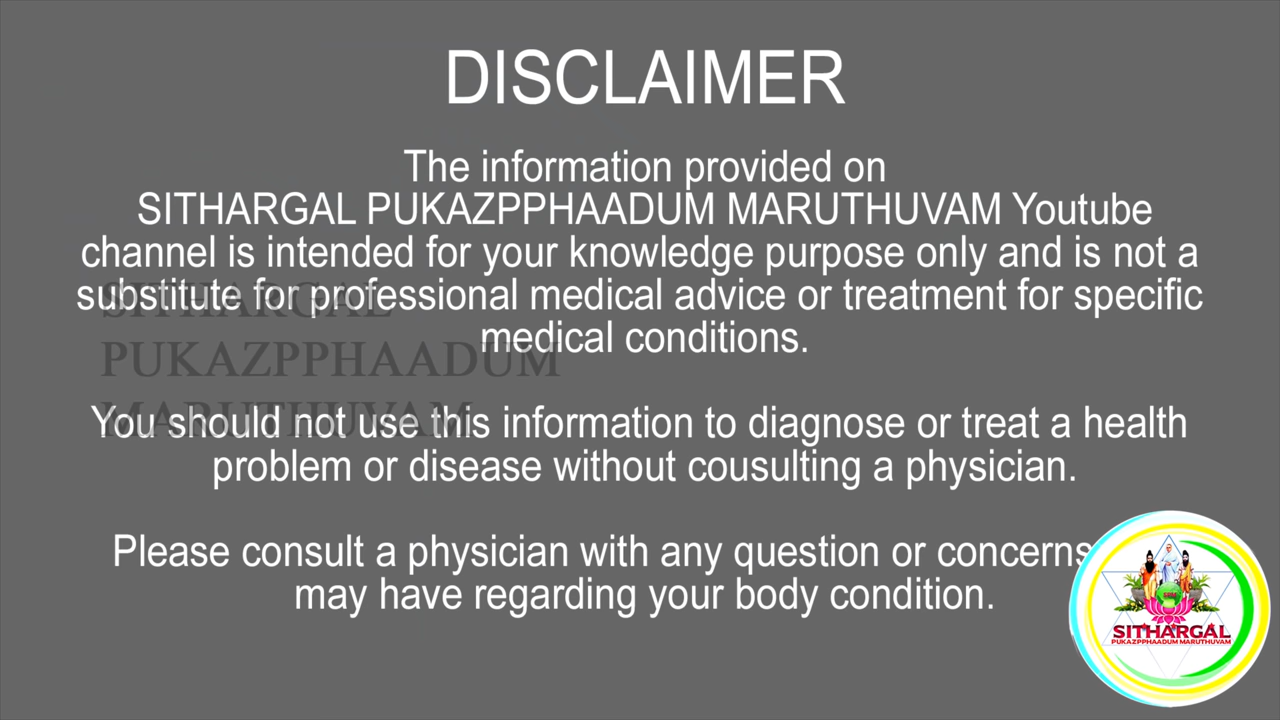 DISCLAIMER
The information provided on
SITHARGAL PUKAZPPHAADUM MARUTHUVAM Youtube
channel is intended for your knowledge purpose only and is not a
substitute for professional medical advice or treatment for specific
medical conditions.
SITHARGAL
PUKAZPPHAADUM
MARUTHUVAM
You should not use this information to diagnose or treat a health
problem or disease without cousulting a physician.
Please consult a physician with any question or concerns
may have regarding your body condition.
SITHARGAL
PUKAZPPHAADUM MARUTHUVAM